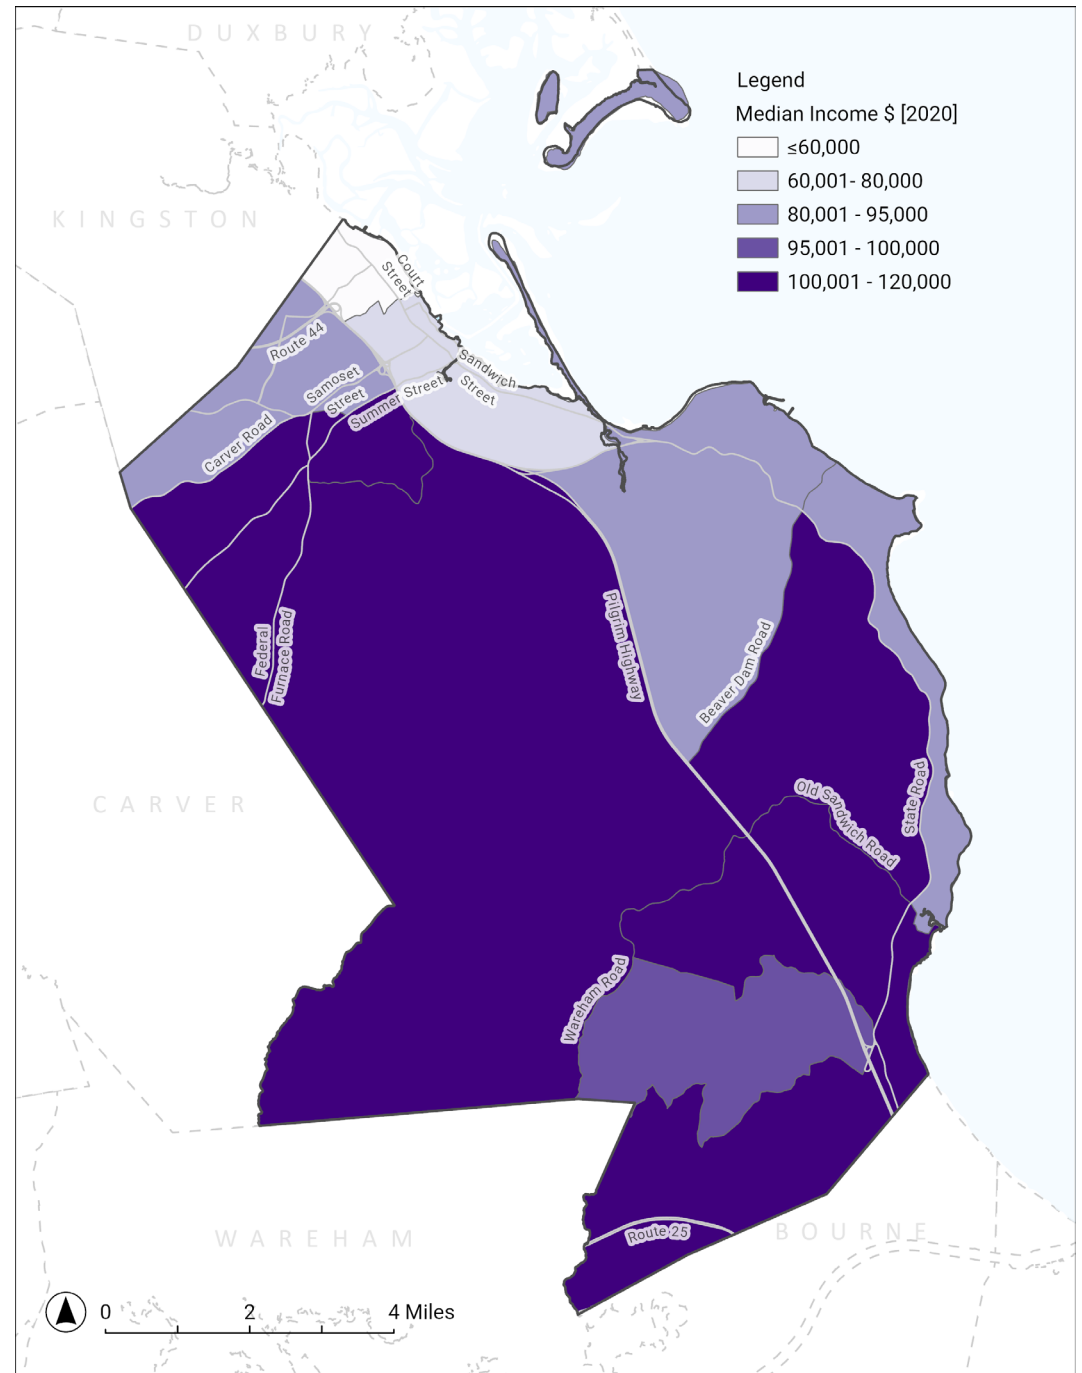 DUXBURY
Legend
Median Income $ [2020]
≤60,000
60,001- 80,000
80,001 - 95,000
95,001 - 100,000
100,001 - 120,000
KINGSTON
Court
Street
Route 44
Samoset
Street
Summer Street
Sandwich
Street
Carver Road
Federal
Furnace Road
Pilgrim Highway
Beaver Dam Road
CARVER
Old Sandwich Road
State Road
Wareham Road
WAREHAM
Route 25
BOURNE
0 2 4 Miles